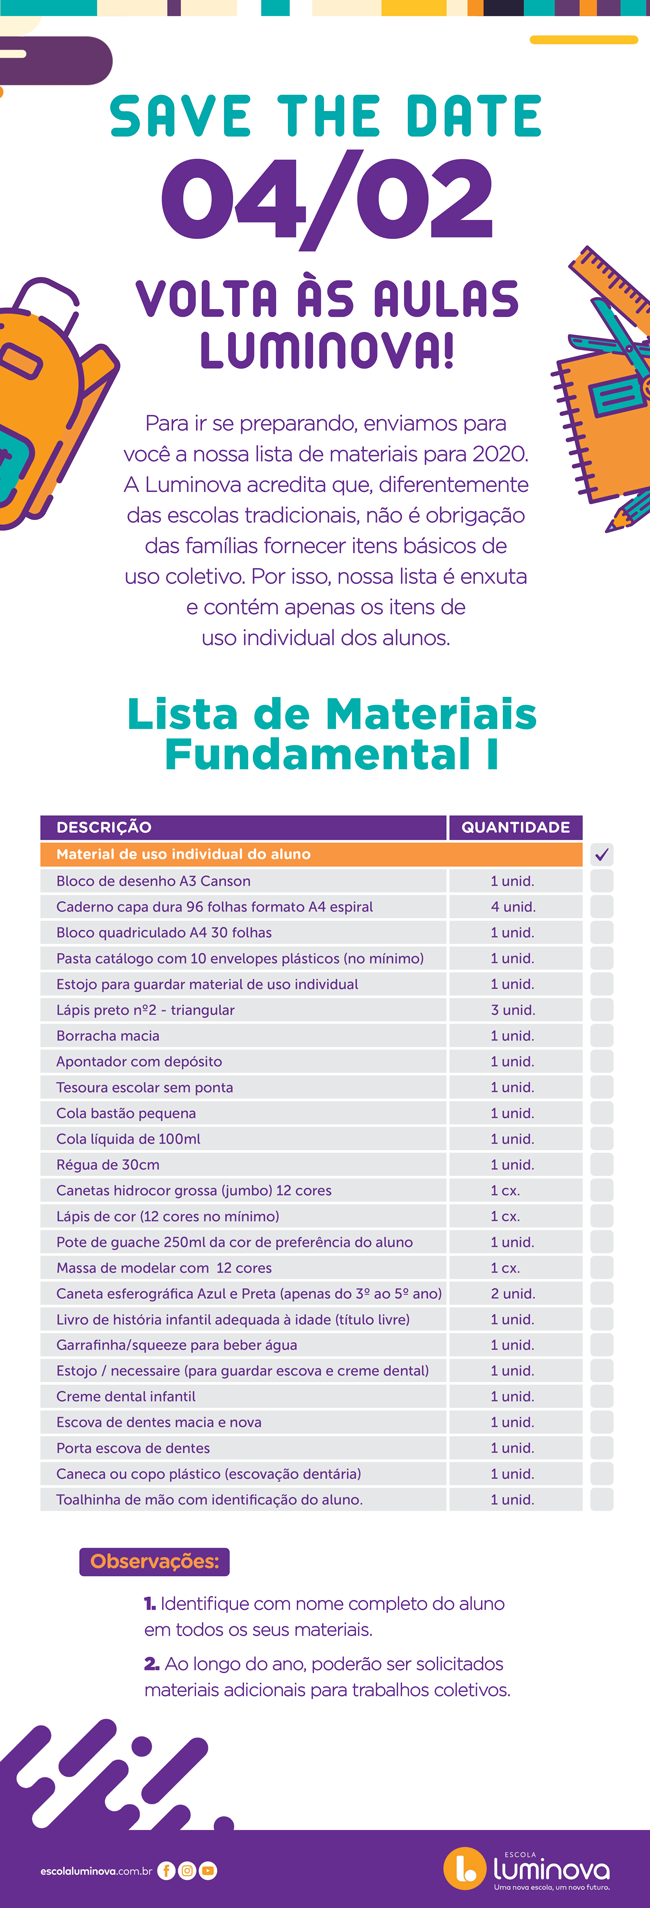 SAVE THE DATE
04/02
VOLTA ÀS AULAS
LUMINOVA!
Para ir se preparando, enviamos para
você a nossa lista de materiais para 2020.
A Luminova acredita que, diferentemente
das escolas tradicionais, não é obrigação
das famílias fornecer itens básicos de
uso coletivo. Por isso, nossa lista é enxuta
e contém apenas os itens de
uso individual dos alunos.
Lista de Materiais
Fundamental I
DESCRIÇÃO QUANTIDADE
Material de uso individual do aluno
Bloco de desenho A3 Canson 1 unid.
Caderno capa dura 96 folhas formato A4 espiral 4 unid.
Bloco quadriculado A4 30 folhas 1 unid.
Pasta catálogo com 10 envelopes plásticos (no mínimo) 1 unid.
Estojo para guardar material de uso individual 1 unid.
Lápis preto nº2 - triangular 3 unid.
Borracha macia 1 unid.
Apontador com depósito 1 unid.
Tesoura escolar sem ponta 1 unid.
Cola bastão pequena 1 unid.
Cola líquida de 100ml 1 unid.
Régua de 30cm 1 unid.
Canetas hidrocor grossa (jumbo) 12 cores 1 cx.
Lápis de cor (12 cores no mínimo) 1 cx.
Pote de guache 250ml da cor de preferência do aluno 1 unid.
Massa de modelar com 12 cores 1 cx.
Caneta esferográfica Azul e Preta (apenas do 3º ao 5º ano) 2 unid.
Livro de história infantil adequada à idade (título livre) 1 unid.
Garrafinha/squeeze para beber água 1 unid.
Estojo / necessaire (para guardar escova e creme dental) 1 unid.
Creme dental infantil 1 unid.
Escova de dentes macia e nova 1 unid.
Porta escova de dentes 1 unid.
Caneca ou copo plástico (escovação dentária) 1 unid.
Toalhinha de mão com identificação do aluno. 1 unid.
Observações:
1. Identifique com nome completo do aluno
em todos os seus materiais.
2. Ao longo do ano, poderão ser solicitados
materiais adicionais para trabalhos coletivos.
escolaluminova.com.br
ESCOLA
luminova
Uma nova escola, um novo futuro.